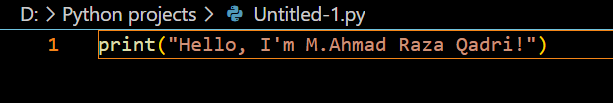 D: > Python projects > Untitled-1.py
1 print("Hello, I'm M.Ahmad Raza Qadri!")